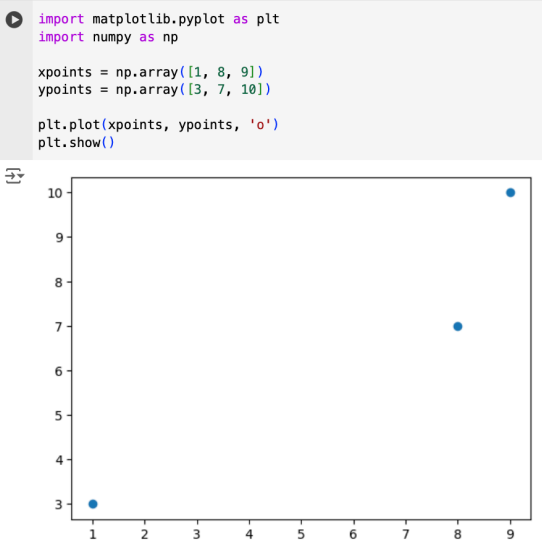 import matplotlib.pyplot as plt
import numpy as np
xpoints = np.array([1, 8, 9])
ypoints = np.array([3, 7, 10])
plt.plot(xpoints, ypoints, 'o')
plt.show()
10
9
8
7
6
5
4
3
1 2 3 4 5 6 7 8 9